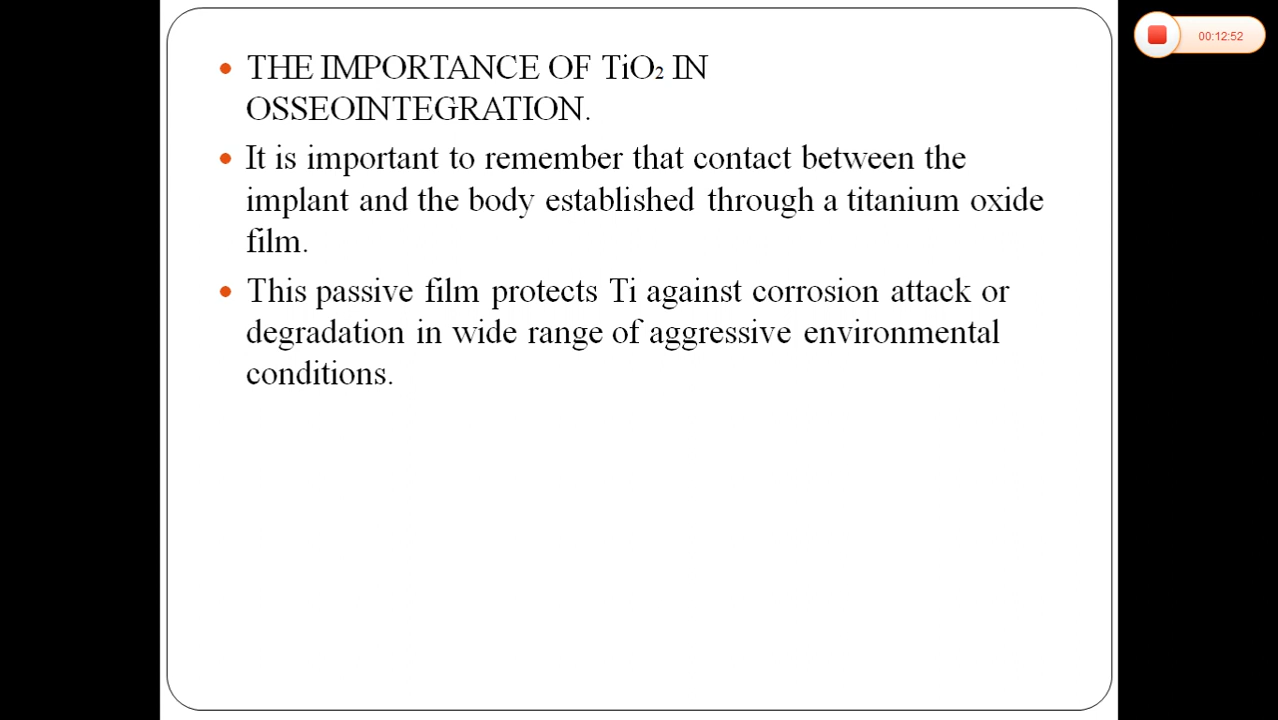 THE IMPORTANCE OF TiO₂ IN
OSSEOINTEGRATION.
It is important to remember that contact between the
implant and the body established through a titanium oxide
film.
This passive film protects Ti against corrosion attack or
degradation in wide range of aggressive environmental
conditions.
00:12:52